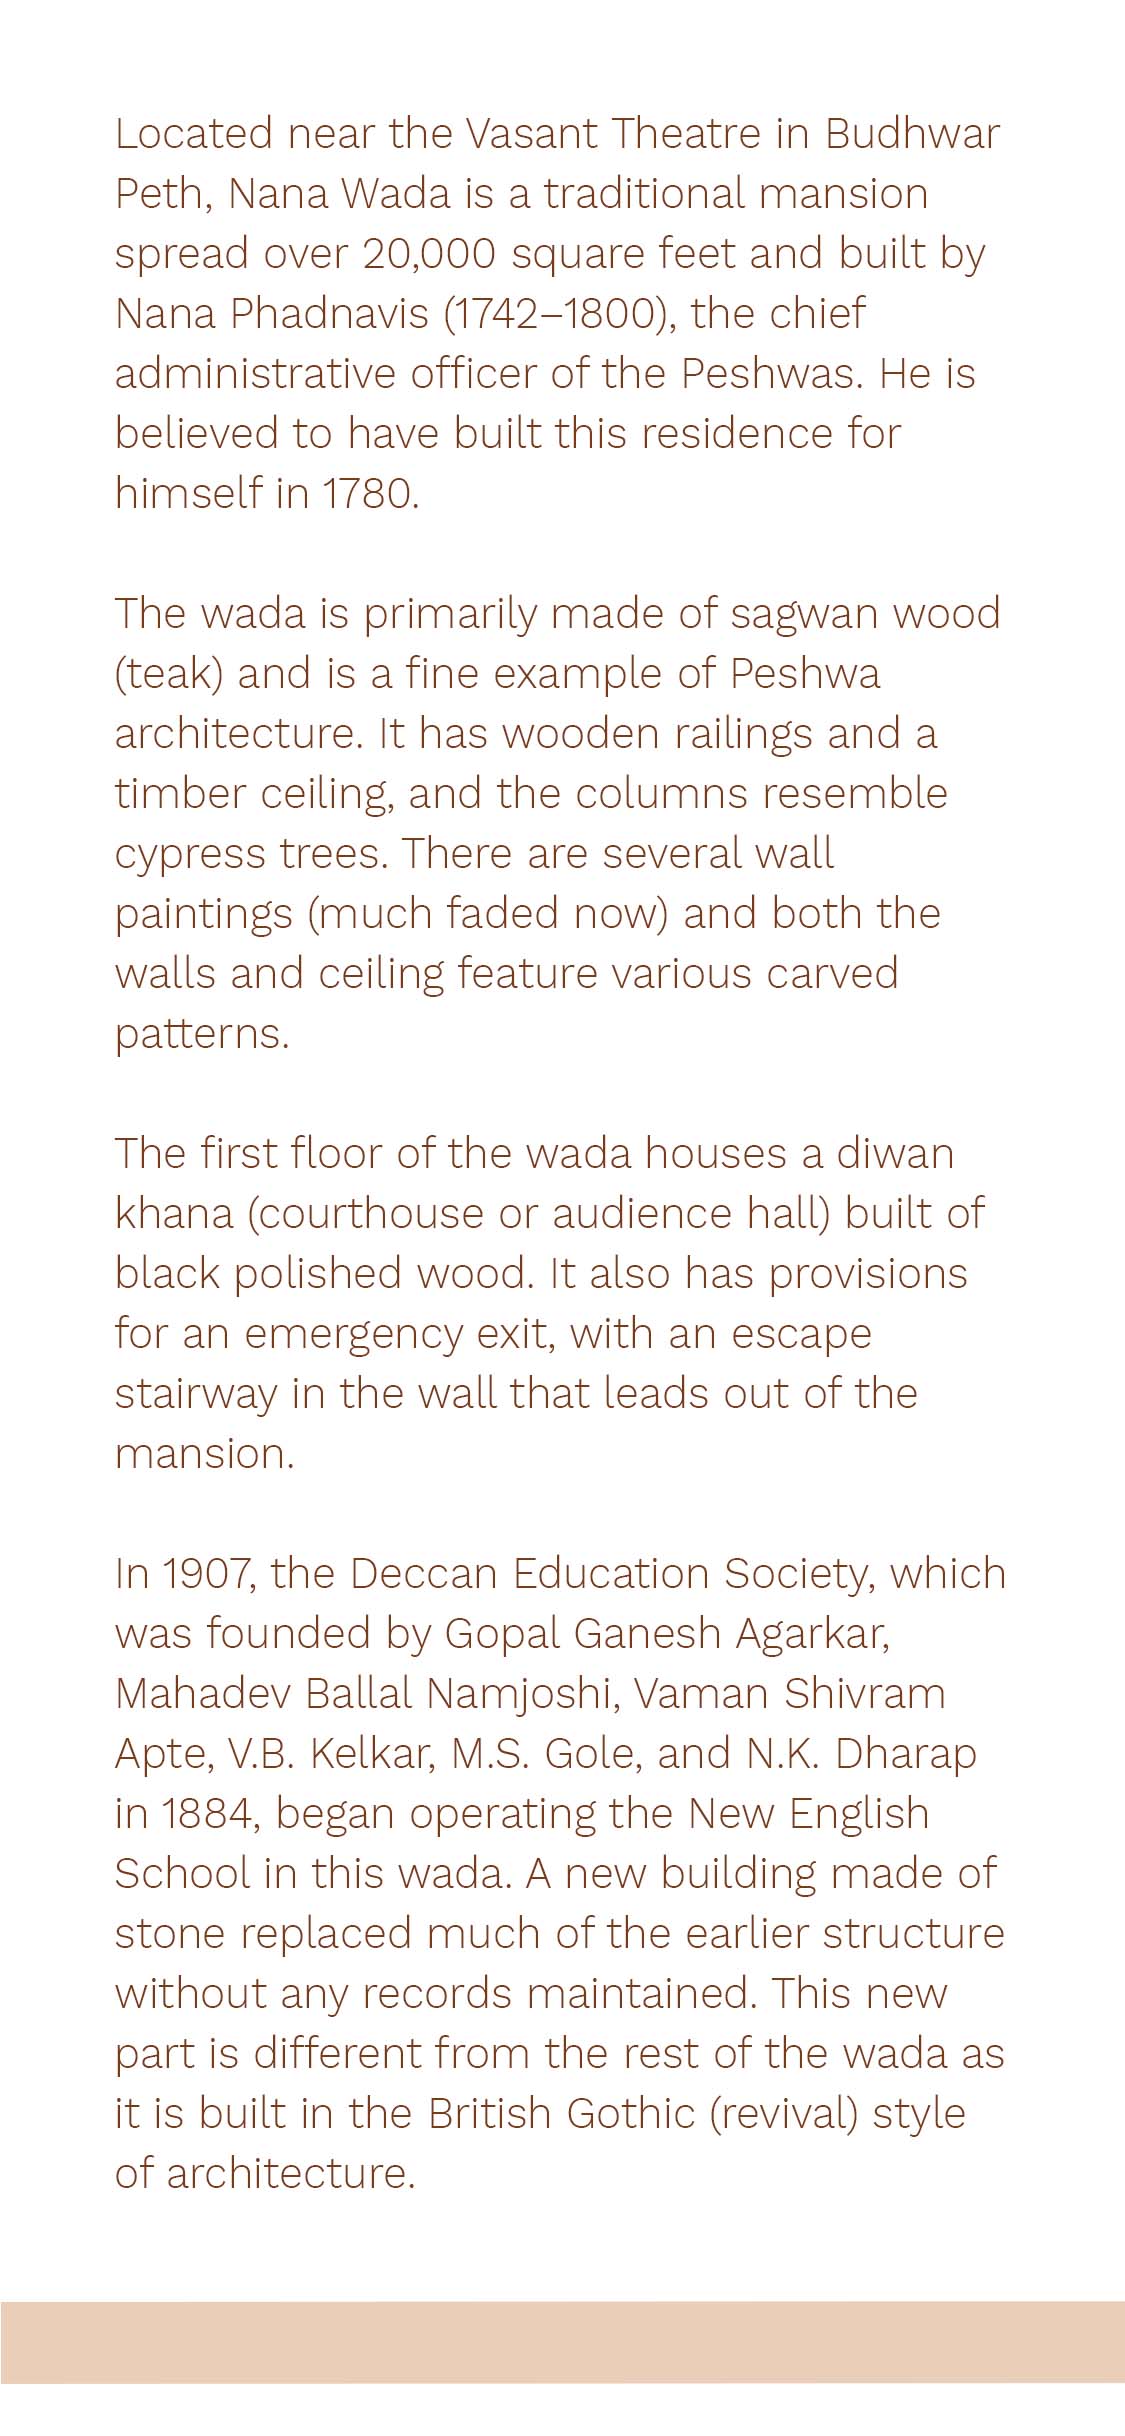 Located near the Vasant Theatre in Budhwar
Peth, Nana Wada is a traditional mansion
spread over 20,000 square feet and built by
Nana Phadnavis (1742–1800), the chief
administrative officer of the Peshwas. He is
believed to have built this residence for
himself in 1780.
The wada is primarily made of sagwan wood
(teak) and is a fine example of Peshwa
architecture. It has wooden railings and a
timber ceiling, and the columns resemble
cypress trees. There are several wall
paintings (much faded now) and both the
walls and ceiling feature various carved
patterns.
The first floor of the wada houses a diwan
khana (courthouse or audience hall) built of
black polished wood. It also has provisions
for an emergency exit, with an escape
stairway in the wall that leads out of the
mansion.
In 1907, the Deccan Education Society, which
was founded by Gopal Ganesh Agarkar,
Mahadev Ballal Namjoshi, Vaman Shivram
Apte, V.B. Kelkar, M.S. Gole, and N.K. Dharap
in 1884, began operating the New English
School in this wada. A new building made of
stone replaced much of the earlier structure
without any records maintained. This new
part is different from the rest of the wada as
it is built in the British Gothic (revival) style
of architecture.